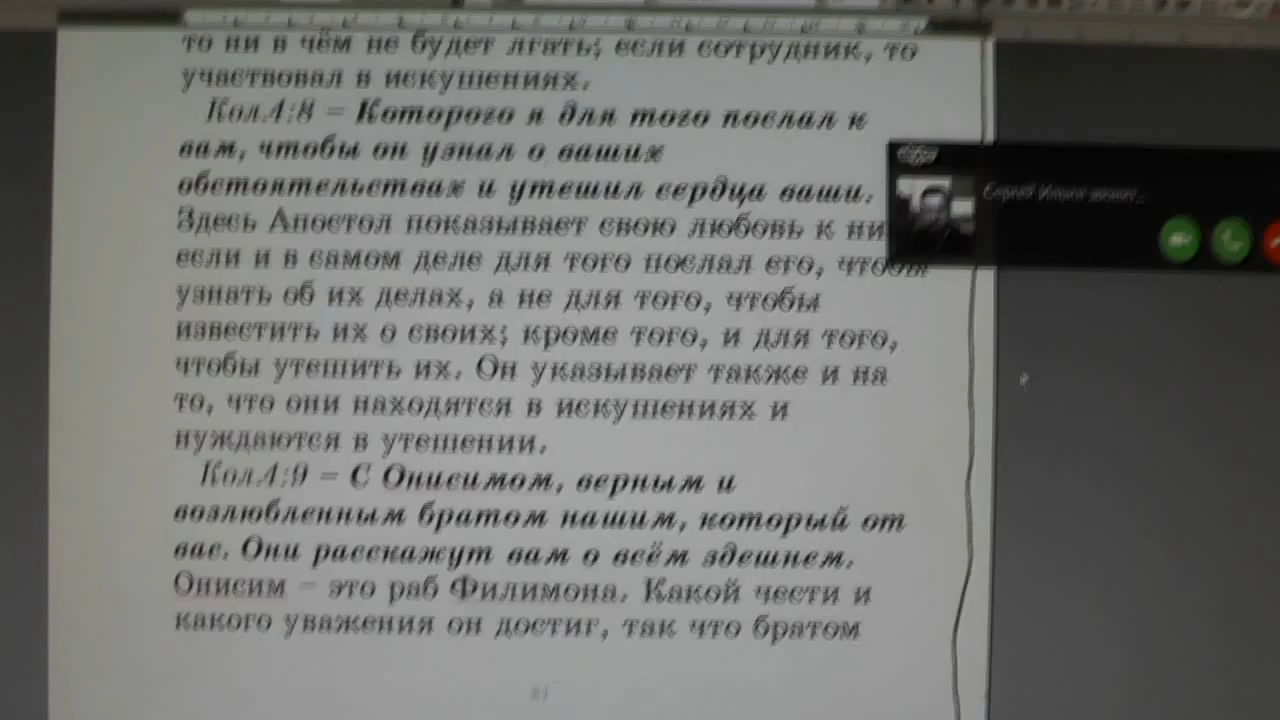 то ни в чём не будет лгать; если сотрудник, то
участвовал в искушениях.
Кол.4:8 = Которого я для того послал к
вам, чтобы он узнал о ваших
обстоятельствах и утешил сердца ваши.
Здесь Апостол показывает свою любовь к ни
если и в самом деле для того послал его, чтобы
узнать об их делах, а не для того, чтобы
известить их о своих; кроме того, и для того,
чтобы утешить их. Он указывает также и на
то, что они находятся в искушениях и
нуждаются в утешении.
Кол.4:9 = С Онисимом, верным и
возлюбленным братом нашим, который от
вас. Они расскажут вам о всём здешнем.
Онисим – это раб Филимона. Какой чести и
какого уважения он достиг, так что братом